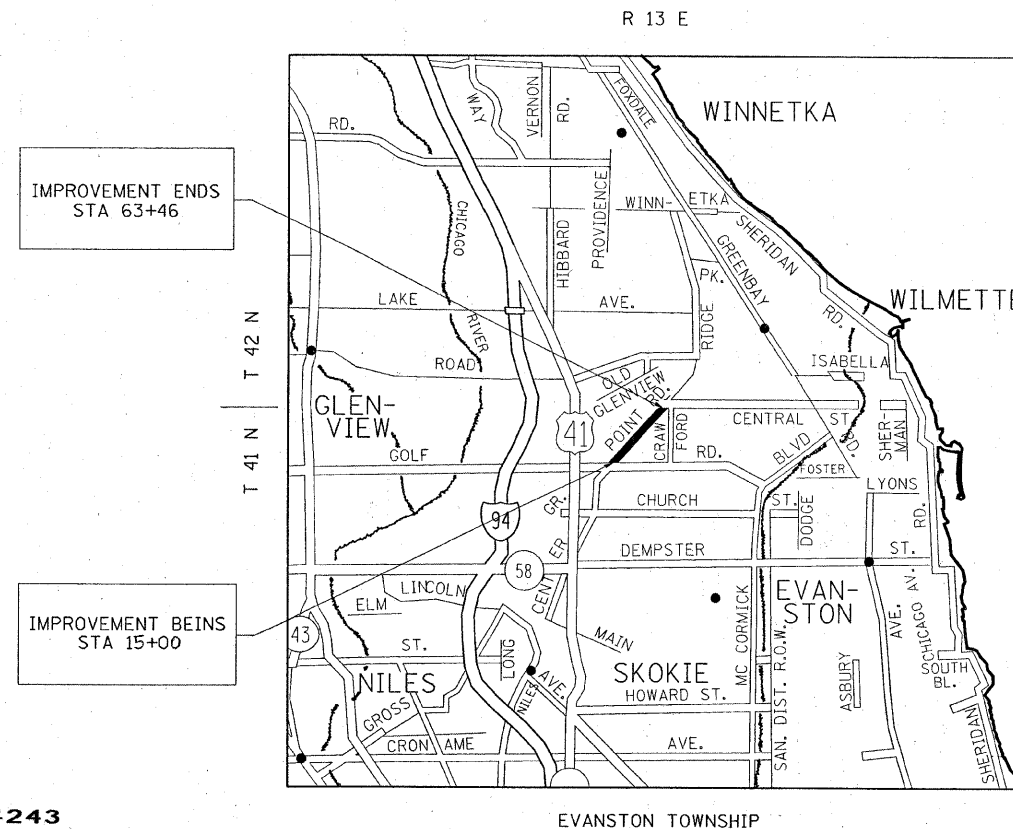 R 13 E
WINNETKA
FOXDALE
VERNON
RD.
WAY
RD.
IMPROVEMENT ENDS
STA 63+46
PROVIDENCE
WINN-
ETKA
SHERIDAN
RD.
CHICAGO
RIVER
HIBBARD
GREENBAY
PK.
RIDGE
WILMETTE
LAKE
AVE.
T 42 N
ROAD
ISABELLA
OLD
GLENVIEW
RD.
POINT
GLEN-
VIEW
41
CRAW
FORD
CENTRAL
ST.
SHER-
MAN
T 41 N
GOLF
RD.
BLVD
RD.
FOSTER
LYONS
GR.
CHURCH
ST.
DODGE
RD.
94
ER
DEMPSTER
ST.
58
CENT
LINCOLN
ELM
EVAN-
STON
IMPROVEMENT BEINS
STA 15+00
43
ST.
LONG
MAIN
MC CORMICK
AVE.
CHICAGO
AV.
SOUTH
BL.
NILES
NILES
AVE.
SKOKIE
HOWARD ST.
SAN. DIST. R.O.W.
ASBURY
SHERIDAN
GROSS
CRON
AME
AVE.
243
EVANSTON TOWNSHIP